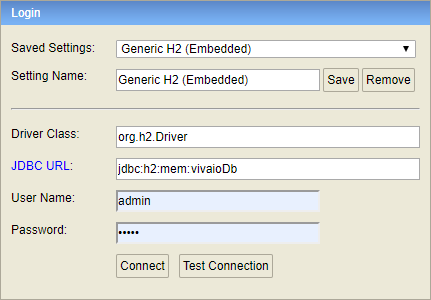 Login
Saved Settings: Generic H2 (Embedded)
Setting Name: Generic H2 (Embedded) Save Remove
Driver Class: org.h2.Driver
JDBC URL: jdbc:h2:mem:vivaioDb
User Name: admin
Password: •••••
Connect Test Connection